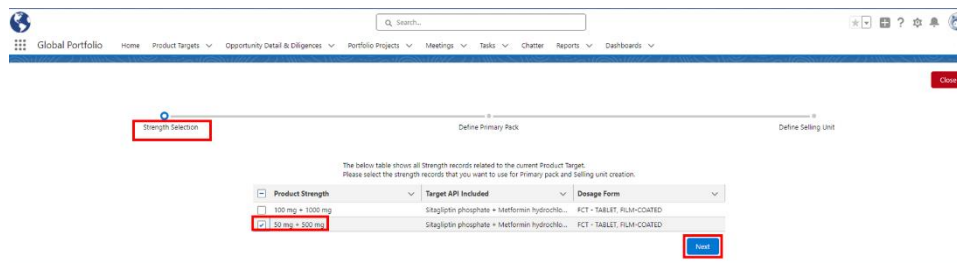 Search...
Global Portfolio Home Product Targets Opportunity Detail & Diligences Portfolio Projects Meetings Tasks Chatter Reports Dashboards
Close
Strength Selection Define Primary Pack Define Selling Unit
The below table shows all Strength records related to the current Product Target.
Please select the strength records that you want to use for Primary pack and Selling unit creation.
Product Strength Target API Included Dosage Form
100 mg + 1000 mg Sitagliptin phosphate + Metformin hydrochlo... FCT - TABLET, FILM-COATED
50 mg + 500 mg Sitagliptin phosphate + Metformin hydrochlo... FCT - TABLET, FILM-COATED
Next